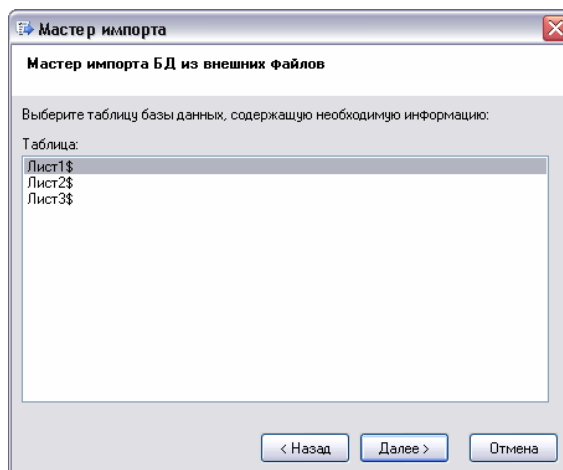 Мастер импорта
Мастер импорта БД из внешних файлов
Выберите таблицу базы данных, содержащую необходимую информацию:
Таблица:
Лист1$
Лист2$
Лист3$
< Назад Далее > Отмена